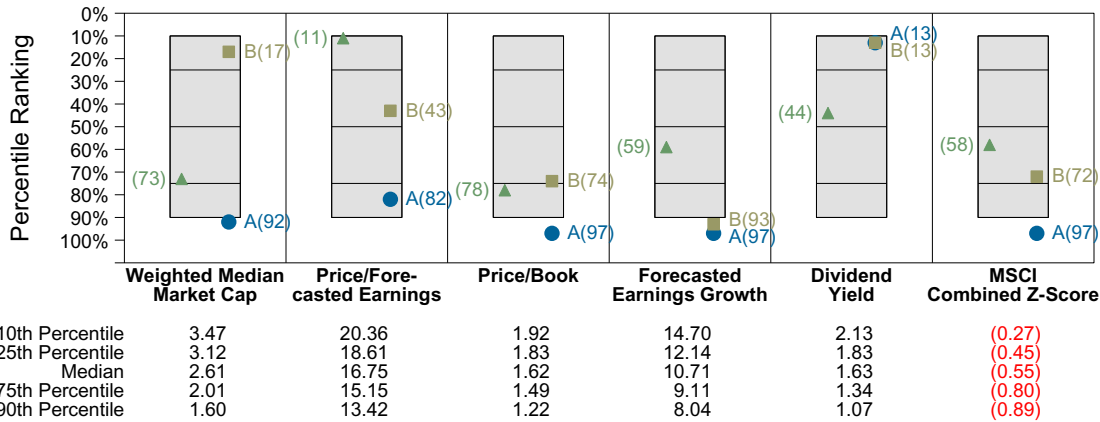 Percentile Ranking
0%
10%
20%
30%
40%
50%
60%
70%
80%
90%
100%
(73)
B(17)
A(92)
(11)
B(43)
A(82)
(78)
B(74)
A(97)
(59)
B(93)
A(97)
(44)
A(13)
B(13)
(58)
B(72)
A(97)
Weighted Median
Market Cap
Price/Fore-
casted Earnings
Price/Book
Forecasted
Earnings Growth
Dividend
Yield
MSCI
Combined Z-Score
10th Percentile 3.47 20.36 1.92 14.70 2.13 (0.27)
25th Percentile 3.12 18.61 1.83 12.14 1.83 (0.45)
Median 2.61 16.75 1.62 10.71 1.63 (0.55)
75th Percentile 2.01 15.15 1.49 9.11 1.34 (0.80)
90th Percentile 1.60 13.42 1.22 8.04 1.07 (0.89)